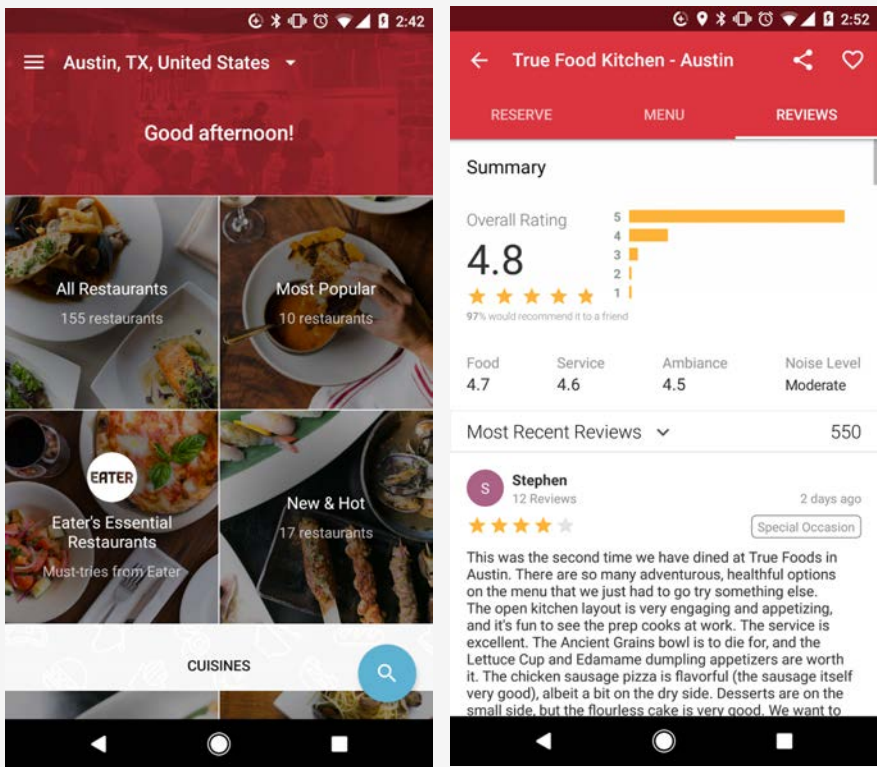 2:42
Austin, TX, United States
Good afternoon!
All Restaurants
155 restaurants
Most Popular
10 restaurants
EATER
Eater's Essential
Restaurants
Must-tries from Eater
New & Hot
17 restaurants
CUISINES
2:52
True Food Kitchen - Austin
RESERVE MENU REVIEWS
Summary
Overall Rating
4.8
5
4
3
2
1
97% would recommend it to a friend
Food Service Ambiance Noise Level
4.7 4.6 4.5 Moderate
Most Recent Reviews 550
S
Stephen
12 Reviews 2 days ago
Special Occasion
This was the second time we have dined at True Foods in
Austin. There are so many adventurous, healthful options
on the menu that we just had to go try something else.
The open kitchen layout is very engaging and appetizing,
and it's fun to see the prep cooks at work. The service is
excellent. The Ancient Grains bowl is to die for, and the
Lettuce Cup and Edamame dumpling appetizers are worth
it. The chicken sausage pizza is flavorful (the sausage itself
very good), albeit a bit on the dry side. Desserts are on the
small side, but the flourless cake is very good. We want to